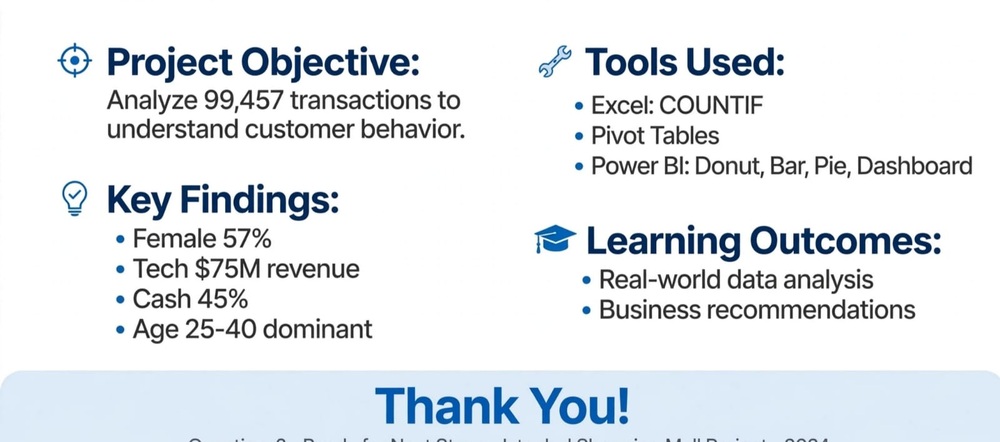 Project Objective:
Analyze 99,457 transactions to
understand customer behavior.
Key Findings:
• Female 57%
• Tech $75M revenue
• Cash 45%
• Age 25-40 dominant
Tools Used:
• Excel: COUNTIF
• Pivot Tables
• Power BI: Donut, Bar, Pie, Dashboard
Learning Outcomes:
• Real-world data analysis
• Business recommendations
Thank You!